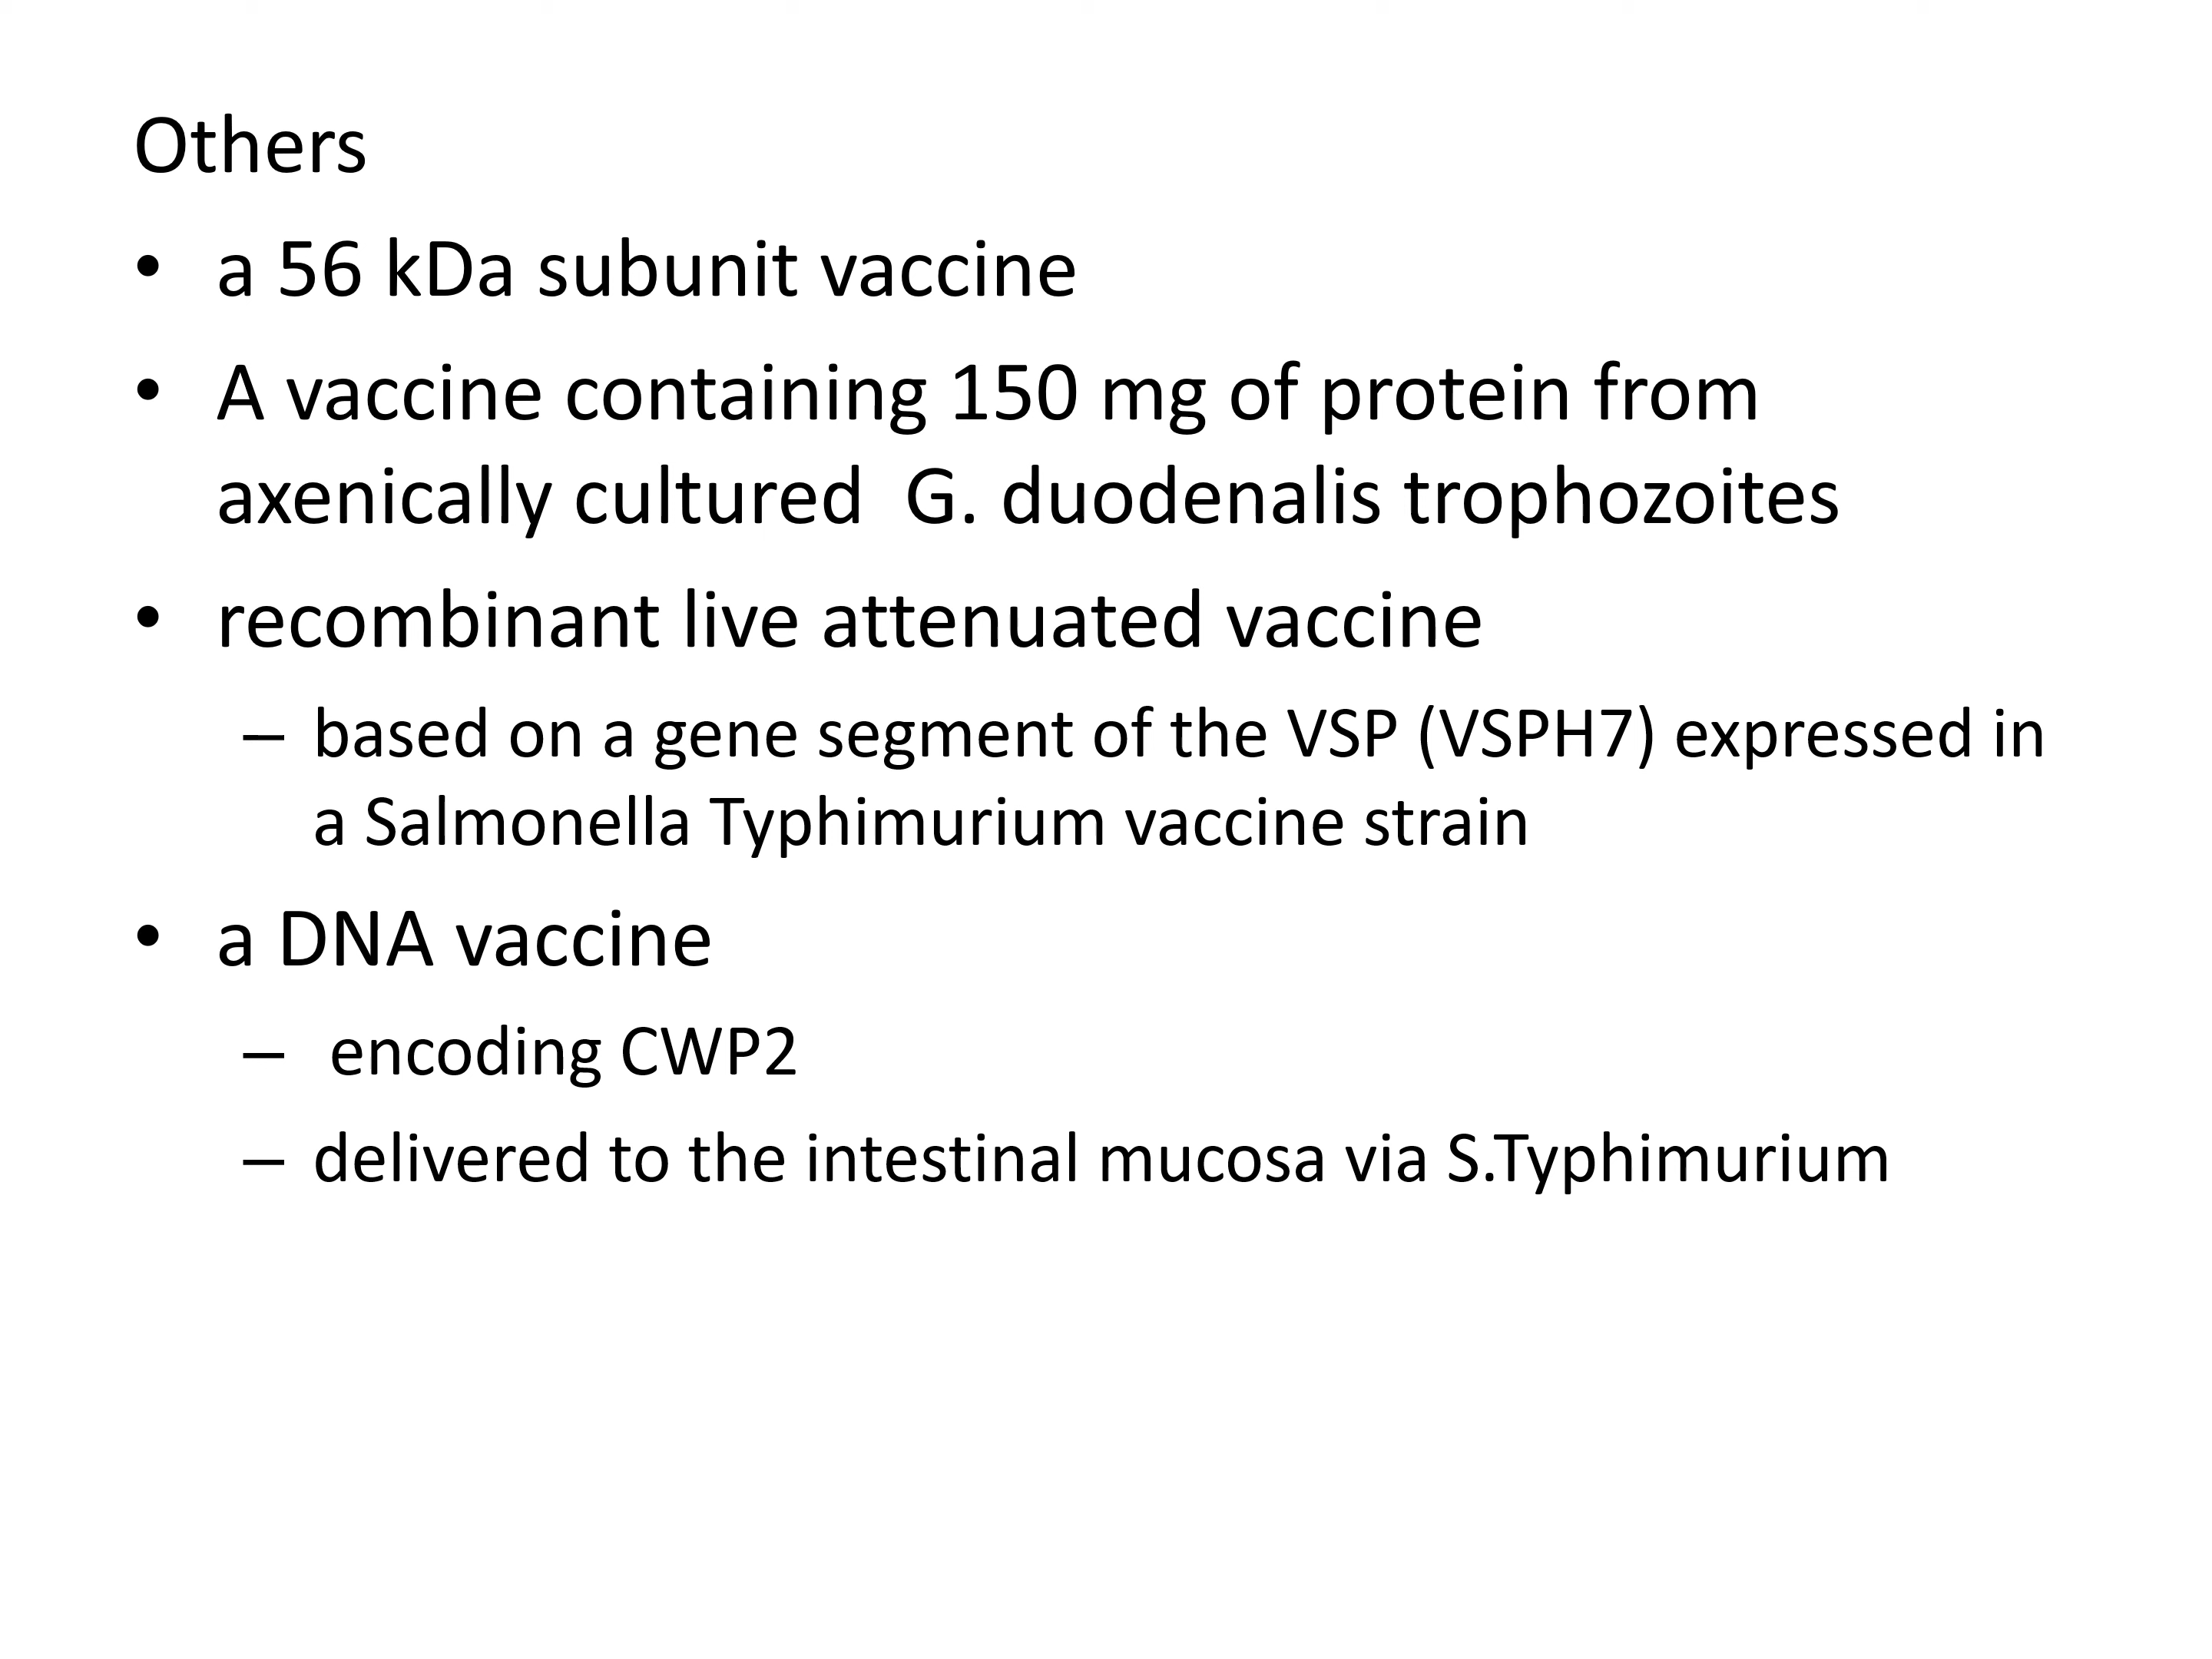 Others
• a 56 kDa subunit vaccine
• A vaccine containing 150 mg of protein from
axenically cultured  G. duodenalis trophozoites
• recombinant live attenuated vaccine
– based on a gene segment of the VSP (VSPH7) expressed in
a Salmonella Typhimurium vaccine strain
• a DNA vaccine
– encoding CWP2
– delivered to the intestinal mucosa via S.Typhimurium